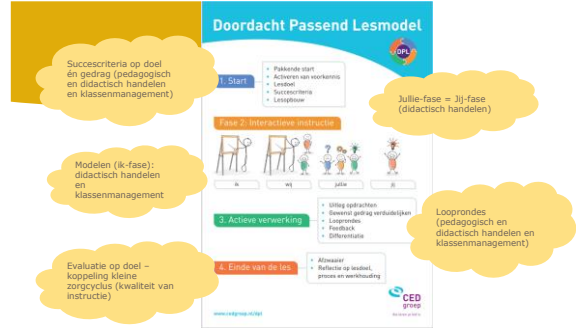 Doordacht Passend Lesmodel
DPL
Succescriteria op doel
én gedrag (pedagogisch
en didactisch handelen
en klassenmanagement)
1. Start
• Pakkende start
• Activeren van voorkennis
• Lesdoel
• Succescriteria
• Lesopbouw
Jullie-fase = Jij-fase
(didactisch handelen)
Fase 2: Interactieve instructie
Modelen (ik-fase):
didactisch handelen
en
klassenmanagement
ik
wij
jullie
jij
3. Actieve verwerking
• Uitleg opdrachten
• Gewenst gedrag verduidelijken
• Looprondes
• Feedback
• Differentiatie
Looprondes
(pedagogisch en
didactisch handelen en
klassenmanagement)
Evaluatie op doel –
koppeling kleine
zorgcyclus (kwaliteit van
instructie)
4. Einde van de les
• Afzwaaier
• Reflectie op lesdoel,
proces en werkhouding
CED
groep
www.cedgroep.nl/dpl